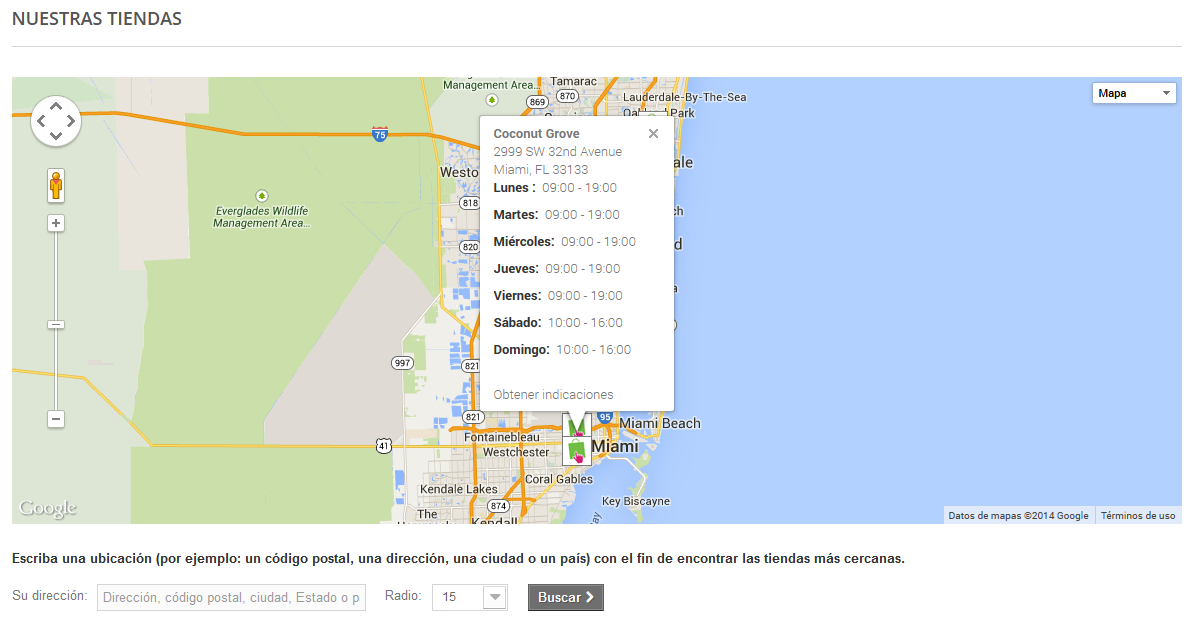 NUESTRAS TIENDAS
Management Area...
Tamarac
869
870
Lauderdale-By-The-Sea
Park
Mapa
75
Everglades Wildlife
Management Area...
818
820
997
821
821
41
Coconut Grove
2999 SW 32nd Avenue
Miami, FL 33133
Lunes : 09:00 - 19:00
Martes: 09:00 - 19:00
Miércoles: 09:00 - 19:00
Jueves: 09:00 - 19:00
Viernes: 09:00 - 19:00
Sábado: 10:00 - 16:00
Domingo: 10:00 - 16:00
Obtener indicaciones
95
Miami Beach
Fontainebleau
Westchester
Miami
Coral Gables
Kendale Lakes
Key Biscayne
874
The
Kendall
Google
Datos de mapas ©2014 Google
Términos de uso
Escriba una ubicación (por ejemplo: un código postal, una dirección, una ciudad o un país) con el fin de encontrar las tiendas más cercanas.
Su dirección: Dirección, código postal, ciudad, Estado o p Radio: 15 Buscar